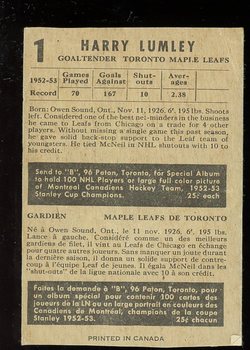 1
HARRY LUMLEY
GOALTENDER TORONTO MAPLE LEAFS
1952-53 Games Played Goals Against Shut-outs Aver-ages
Record 70 167 10 2.38
Born: Owen Sound, Ont., Nov. 11, 1926. 6' 195 lbs. Shoots
left. Considered one of the best net-minders in the business
he came to Leafs from Chicago on a trade for 4 other
players. Without missing a single game this past season,
he gave solid back-stop support to the Leaf team of
youngsters. He tied McNeil in NHL shutouts with 10 to
his credit.
Send to "B", 96 Paton, Toronto, for Special Album
to hold 100 NHL Players or large full color picture
of Montreal Canadiens Hockey Team, 1952-53
Stanley Cup Champions. 25¢ each
GARDIEN MAPLE LEAFS DE TORONTO
Né à Owen Sound, Ont., le 11 nov. 1926. 6', 195 lbs.
Lance à gauche. Considéré comme un des meilleurs
gardiens de filet, il vint au Leafs de Chicago en échange
pour quatre autres joueurs. Sans manquer un seul joute
durant la dernière saison, il donne un solide support de
coin à l'équipe Leaf de jeunes. Il égala McNeil dans les
"shut-outs" de la ligue nationale avec 10 à son crédit.
Faites la demande à "B", 96 Paton, Toronto, pour
un album spécial pour contenir 100 cartes des
joueurs de la LN ou un large portrait en couleurs des
Canadiens de Montréal, champions de la coupe
Stanley 1952-53. 25¢ chacun
PRINTED IN CANADA